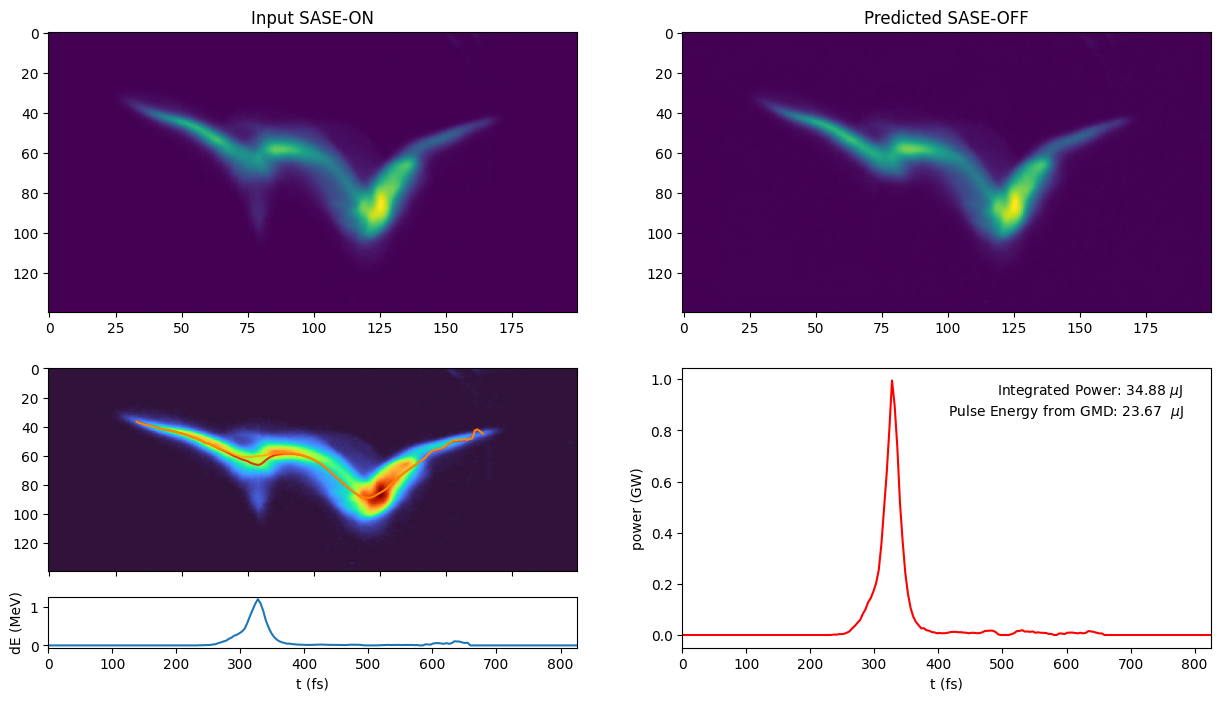 Input SASE-ON
0
20
40
60
80
100
120
0 25 50 75 100 125 150 175
Predicted SASE-OFF
0
20
40
60
80
100
120
0 25 50 75 100 125 150 175
0
20
40
60
80
100
120
dE (MeV)
1
0
0 100 200 300 400 500 600 700 800
t (fs)
power (GW)
1.0
0.8
0.6
0.4
0.2
0.0
Integrated Power: 34.88 μJ
Pulse Energy from GMD: 23.67 μJ
0 100 200 300 400 500 600 700 800
t (fs)